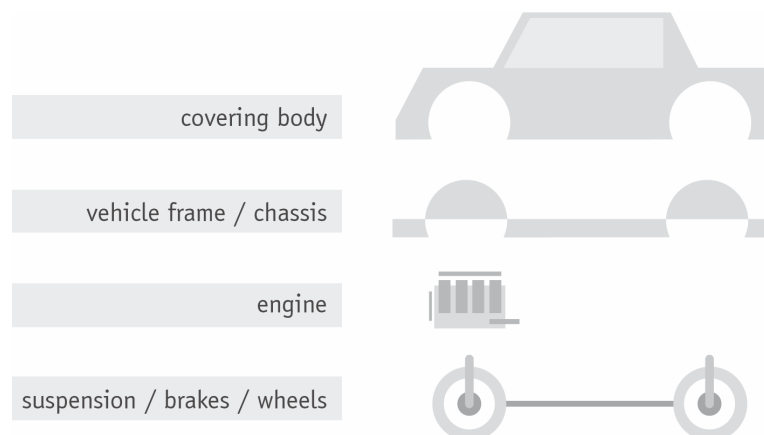 covering body
vehicle frame / chassis
engine
suspension / brakes / wheels